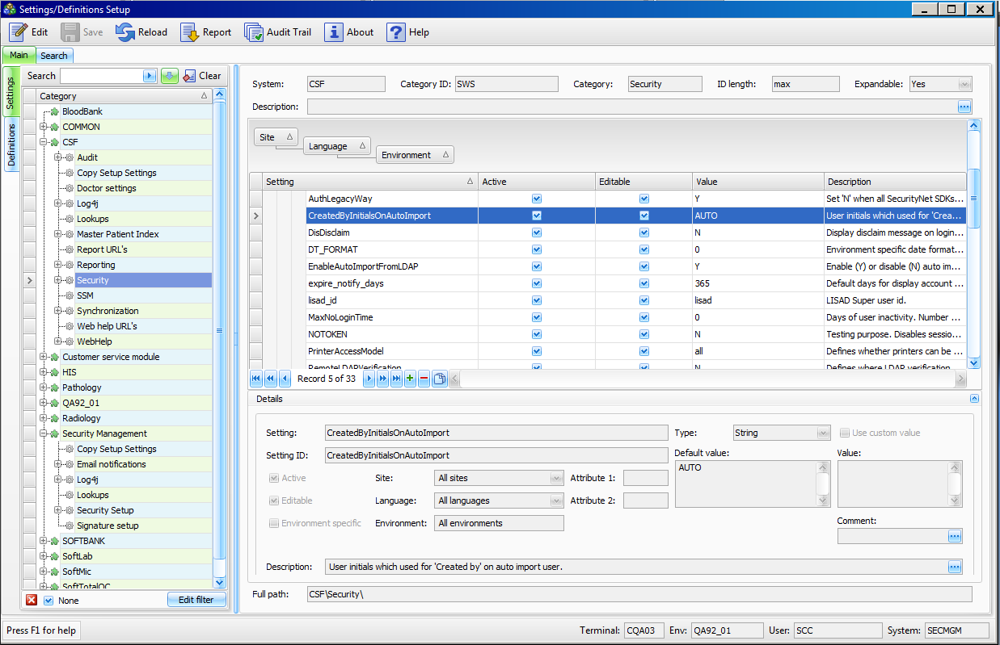 Settings/Definitions Setup
Edit Save Reload Report Audit Trail About Help
Main Search
Settings
Definitions
Search Clear
Category
BloodBank
COMMON
CSF
Audit
Copy Setup Settings
Doctor settings
Log4j
Lookups
Master Patient Index
Report URL's
Reporting
Security
SSM
Synchronization
Web help URL's
WebHelp
Customer service module
HIS
Pathology
QA92_01
Radiology
Security Management
Copy Setup Settings
Email notifications
Log4j
Lookups
Security Setup
Signature setup
SOFTBANK
SoftLab
SoftMic
SoftTotalQC
None Edit filter
System: CSF Category ID: SWS Category: Security ID length: max Expandable: Yes
Description:
Site
Language
Environment
Setting Active Editable Value Description
AuthLegacyWay Y Set 'N' when all SecurityNet SDKs...
CreatedByInitialsOnAutoImport AUTO User initials which used for 'Crea...
DisDisclaim N Display disclaim message on login...
DT_FORMAT 0 Environment specific date format...
EnableAutoImportFromLDAP Y Enable (Y) or disable (N) auto im...
expire_notify_days 365 Default days for display account ...
lisad_id lisad LISAD Super user id.
MaxNoLoginTime 0 Days of user inactivity. Number ...
NOTOKEN N Testing purpose. Disables sessio...
PrinterAccessModel all Defines whether printers can be ...
RemoteLDAPVerification N Defines where LDAP verification
Record 5 of 33
Details
Setting: CreatedByInitialsOnAutoImport Type: String Use custom value
Setting ID: CreatedByInitialsOnAutoImport Default value: Value:
AUTO
Active Site: All sites Attribute 1:
Editable Language: All languages Attribute 2:
Environment specific Environment: All environments Comment:
Description: User initials which used for 'Created by' on auto import user.
Full path: CSF\Security\
Press F1 for help Terminal: CQA03 Env: QA92_01 User: SCC System: SECMGM